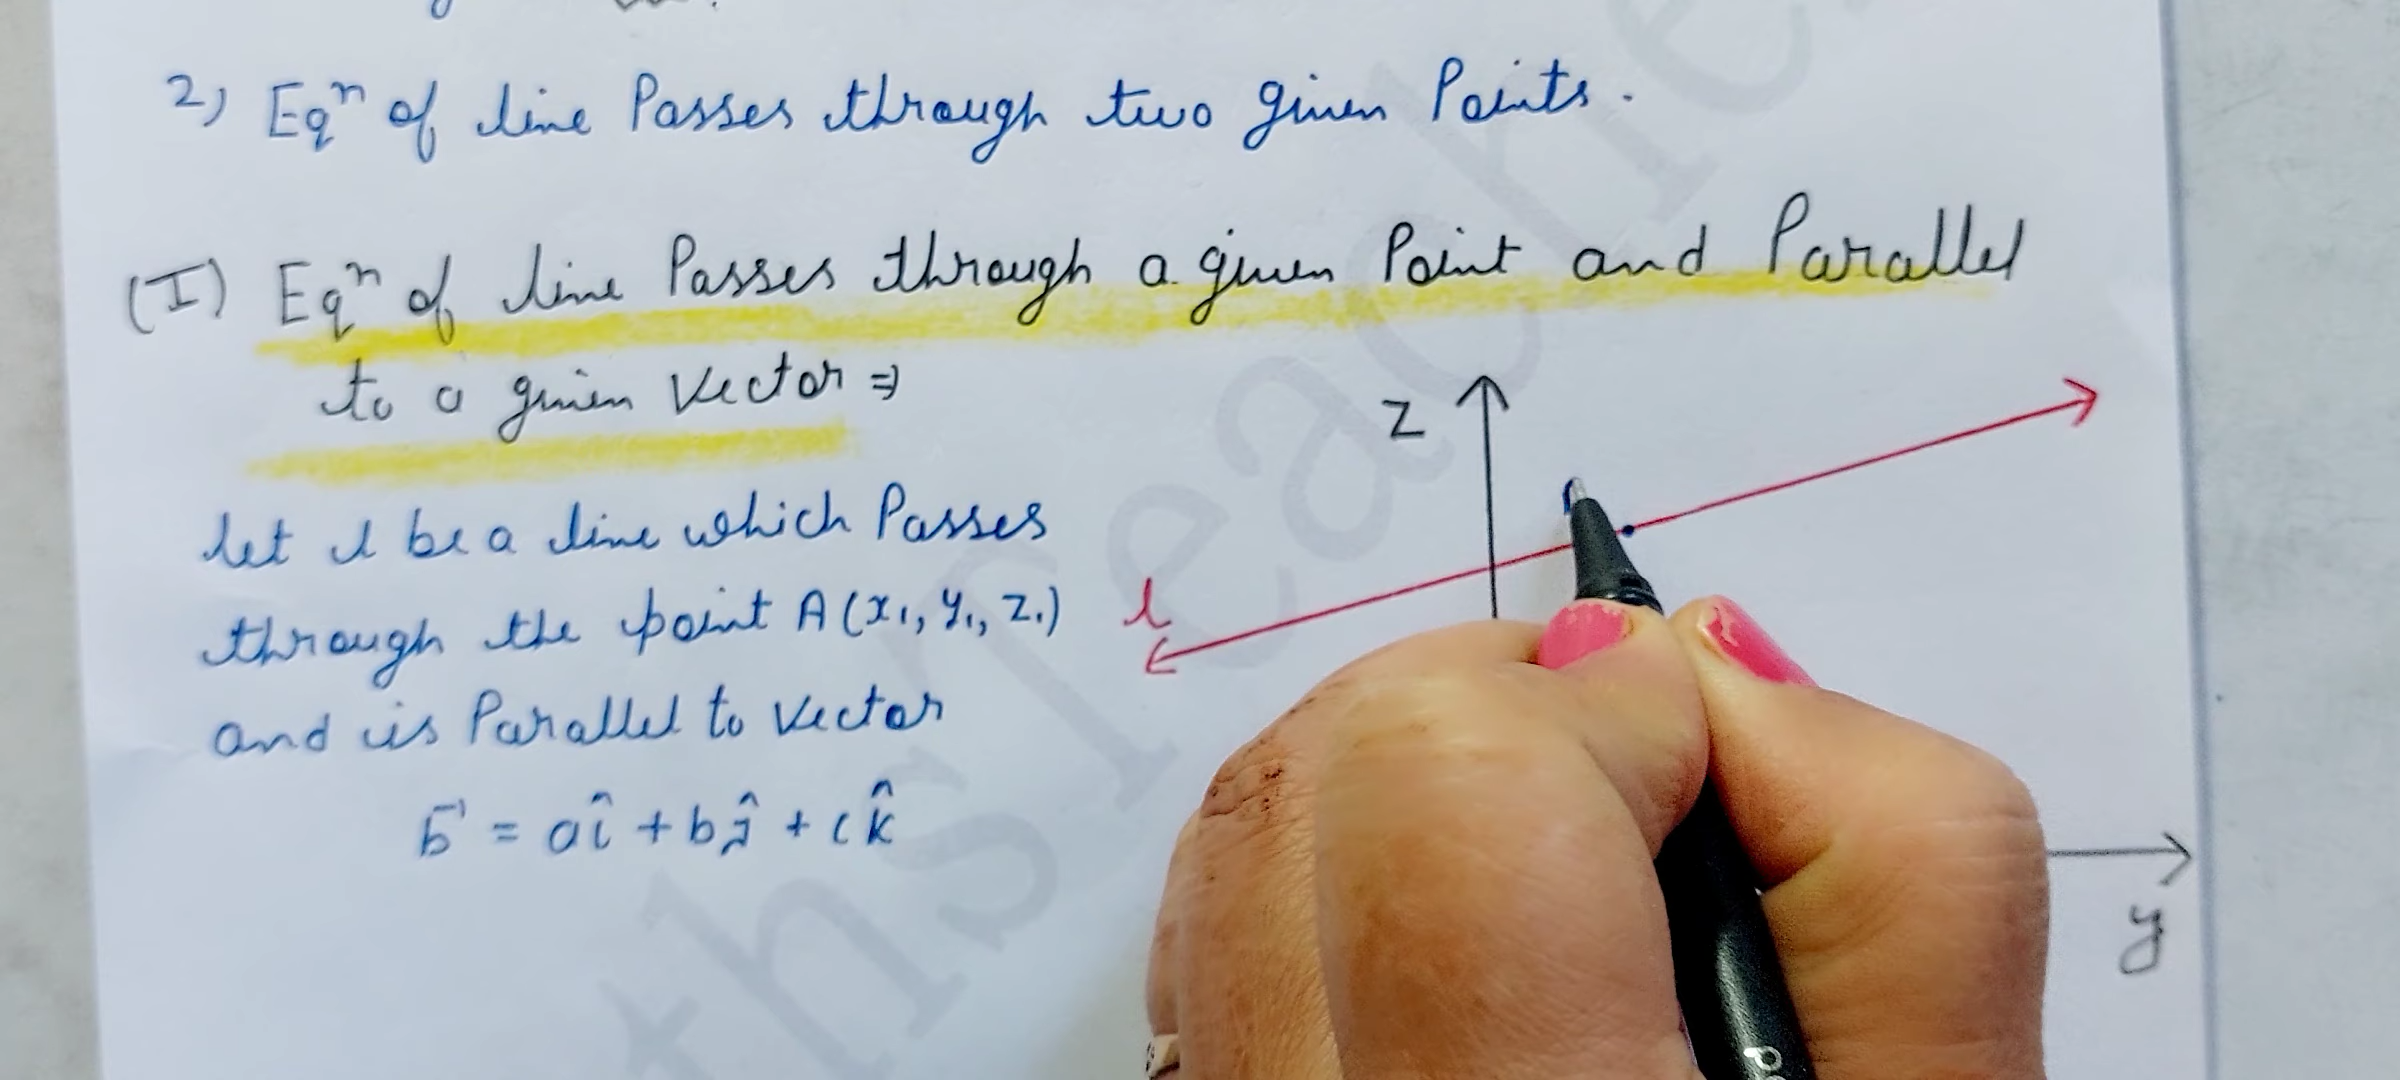 2) Eqⁿ of line Passes through two given Points.
(I) Eqⁿ of line Passes through a given Point and Parallel
to a given Vector ⇒
let l be a line which Passes
through the point A(x₁, y₁, z₁)
and is Parallel to Vector
b⃗ = aî + bĵ + ck̂
z
l
y